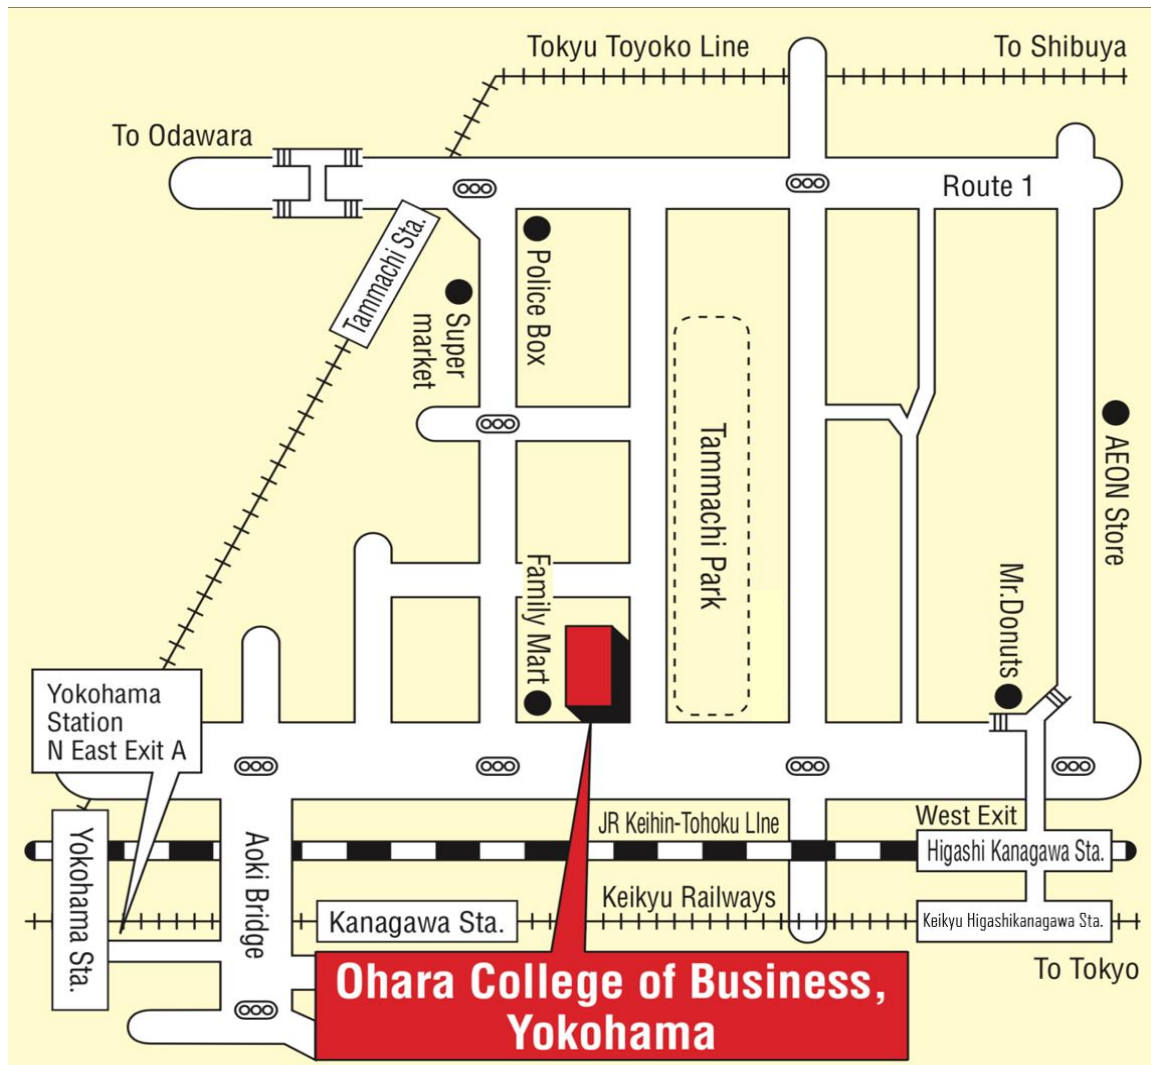 Tokyu Toyoko Line
To Shibuya
To Odawara
Route 1
Tammachi Sta.
Police Box
Super
market
Tammachi Park
AEON Store
Family Mart
Mr.Donuts
Yokohama
Station
N East Exit A
West Exit
JR Keihin-Tohoku LIne
Higashi Kanagawa Sta.
Yokohama Sta.
Aoki Bridge
Keikyu Railways
Kanagawa Sta.
Keikyu Higashikanagawa Sta.
To Tokyo
Ohara College of Business,
Yokohama